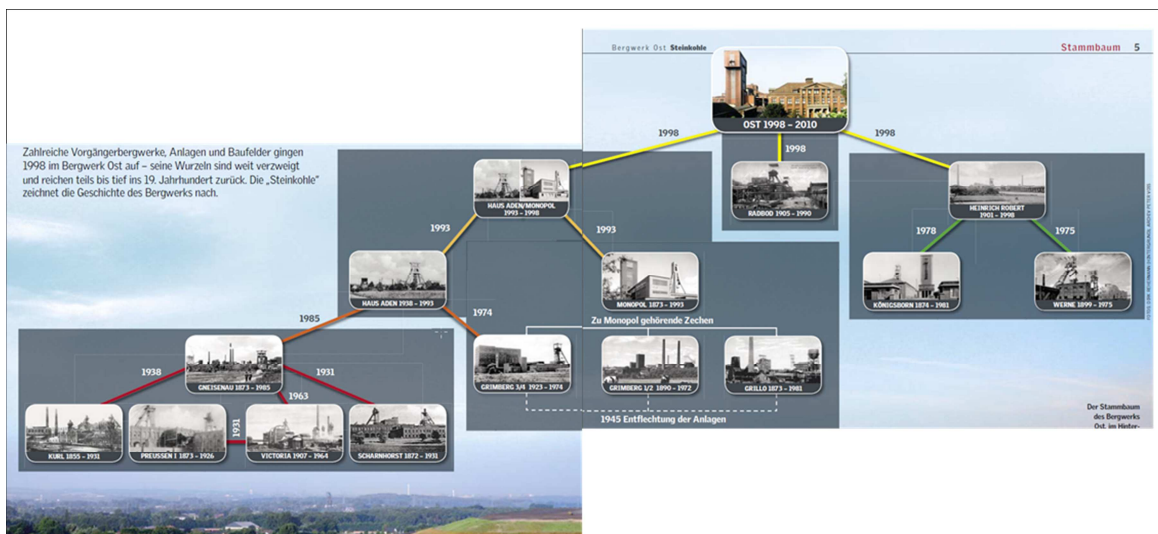 Bergwerk Ost Steinkohle
Stammbaum 5
Zahlreiche Vorgängerbergwerke, Anlagen und Baufelder gingen
1998 im Bergwerk Ost auf – seine Wurzeln sind weit verzweigt
und reichen teils bis tief ins 19. Jahrhundert zurück. Die „Steinkohle“
zeichnet die Geschichte des Bergwerks nach.
OST 1998 – 2010
1998
1998
1998
HAUS ADEN/MONOPOL
1993 – 1998
RADBOD 1905 – 1990
HEINRICH ROBERT
1901 – 1998
1993
1993
1978
1975
HAUS ADEN 1938 – 1993
MONOPOL 1873 – 1993
KÖNIGSBORN 1874 – 1981
WERNE 1899 – 1975
1985
1974
Zu Monopol gehörende Zechen
GNEISENAU 1873 – 1985
GRIMBERG 3/4 1923 – 1974
GRIMBERG 1/2 1890 – 1972
GRILLO 1873 – 1981
1938
1931
1963
1931
KURL 1855 – 1931
PREUSSEN I 1873 – 1926
VICTORIA 1907 – 1964
SCHARNHORST 1872 – 1931
1945 Entflechtung der Anlagen
Der Stammbaum
des Bergwerks
Ost, im Hinter-